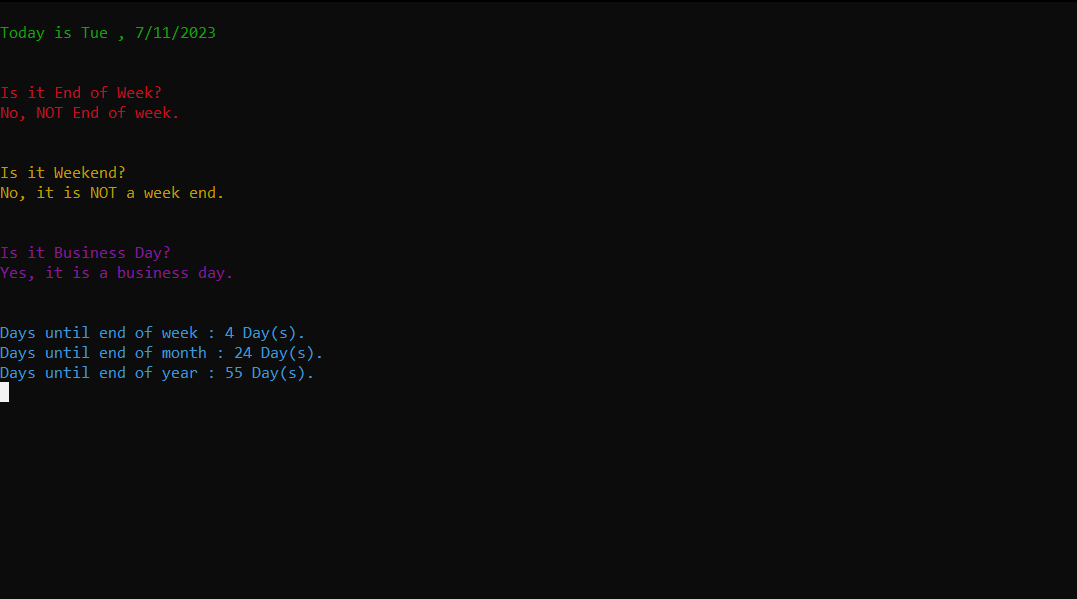 Today is Tue , 7/11/2023
Is it End of Week?
No, NOT End of week.
Is it Weekend?
No, it is NOT a week end.
Is it Business Day?
Yes, it is a business day.
Days until end of week : 4 Day(s).
Days until end of month : 24 Day(s).
Days until end of year : 55 Day(s).